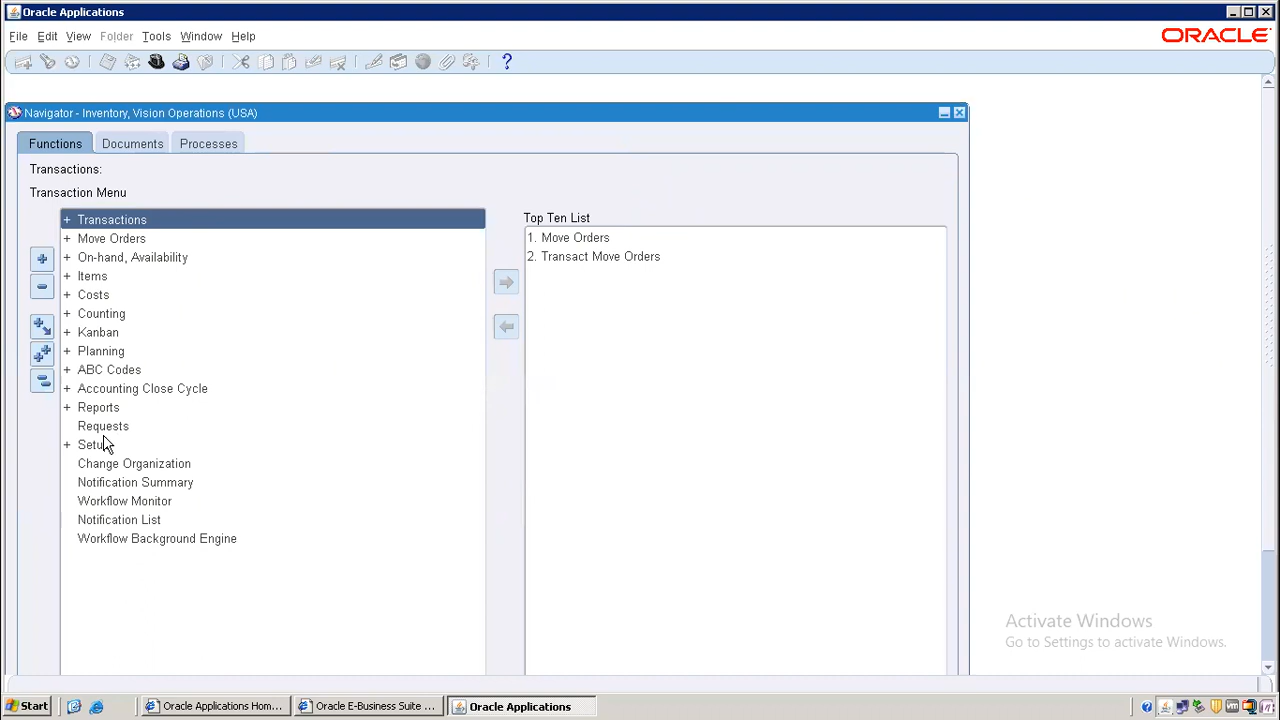 Oracle Applications
File Edit View Folder Tools Window Help
ORACLE
?
Navigator - Inventory, Vision Operations (USA)
Functions Documents Processes
Transactions:
Transaction Menu
+ Transactions
+ Move Orders
+ On-hand, Availability
+ Items
+ Costs
+ Counting
+ Kanban
+ Planning
+ ABC Codes
+ Accounting Close Cycle
+ Reports
Requests
+
Change Organization
Notification Summary
Workflow Monitor
Notification List
Workflow Background Engine
Top Ten List
1. Move Orders
2. Transact Move Orders
Activate Windows
Go to Settings to activate Windows.
Start
Oracle Applications Hom...
Oracle E-Business Suite ...
Oracle Applications